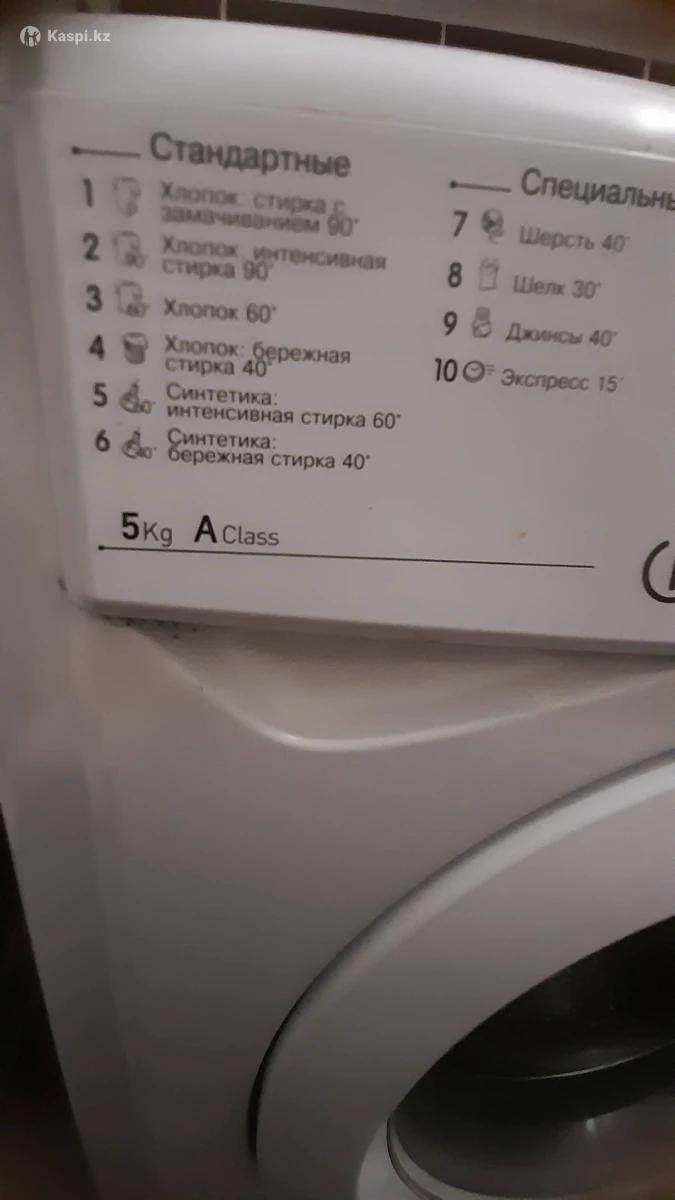 Kaspi.kz
Стандартные
1 Хлопок: стирка с
замачиванием 90°
2 Хлопок: интенсивная
стирка 90°
3 Хлопок 60°
4 Хлопок: бережная
стирка 40°
5 Синтетика:
интенсивная стирка 60°
6 Синтетика:
бережная стирка 40°
Специальны
7 Шерсть 40°
8 Шелк 30°
9 Джинсы 40°
10 Экспресс 15'
5Kg A Class